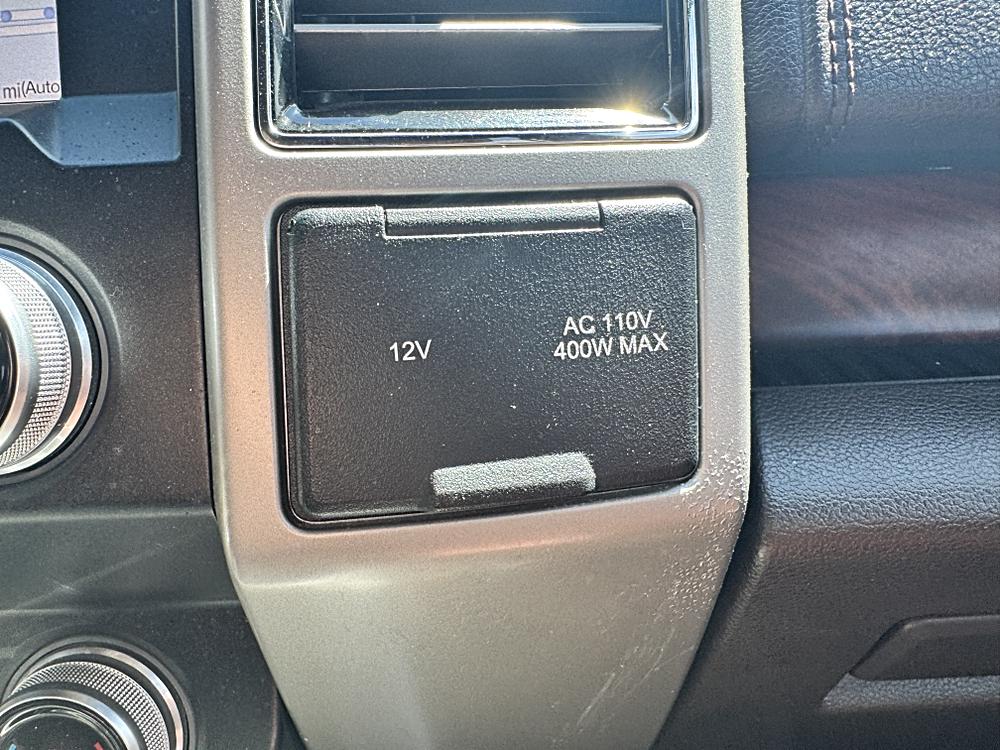 mi(Auto
12V
AC 110V
400W MAX